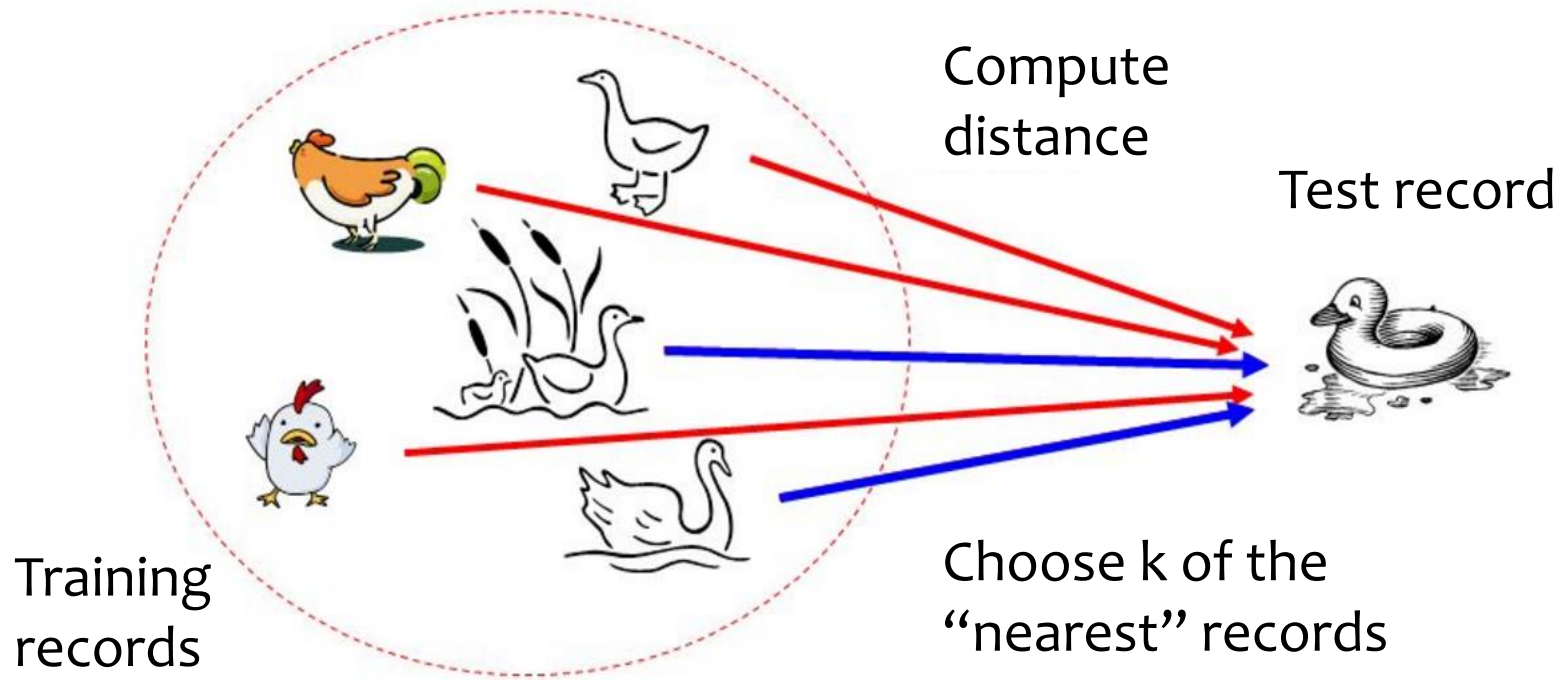 Compute
distance
Test record
Training
records
Choose k of the
“nearest” records